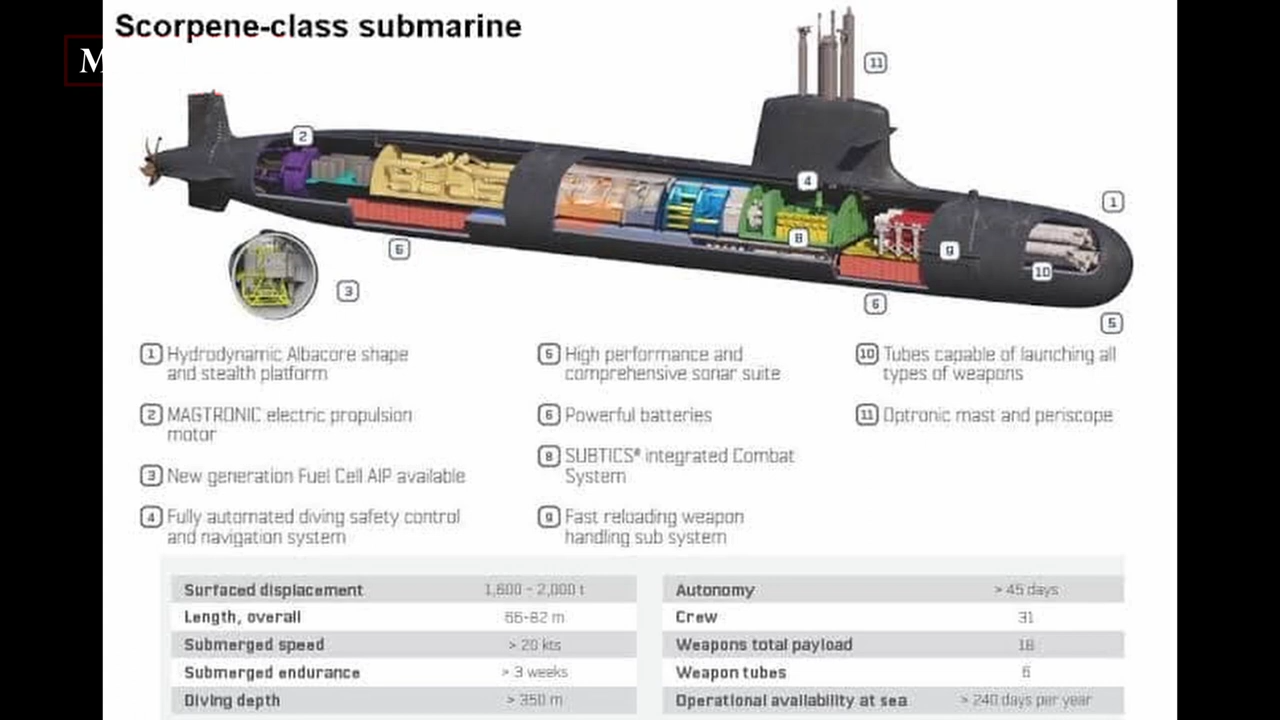 Scorpene-class submarine
M
11
2
4
1
8
6
9
10
3
6
5
1 Hydrodynamic Albacore shape
and stealth platform
2 MAGTRONIC electric propulsion
motor
3 New generation Fuel Cell AIP available
4 Fully automated diving safety control
and navigation system
5 High performance and
comprehensive sonar suite
6 Powerful batteries
8 SUBTICS® integrated Combat
System
9 Fast reloading weapon
handling sub system
10 Tubes capable of launching all
types of weapons
11 Optronic mast and periscope
Surfaced displacement 1,600 - 2,000 t
Length, overall 66-82 m
Submerged speed > 20 kts
Submerged endurance > 3 weeks
Diving depth > 350 m
Autonomy > 45 days
Crew 31
Weapons total payload 18
Weapon tubes 6
Operational availability at sea > 240 days per year